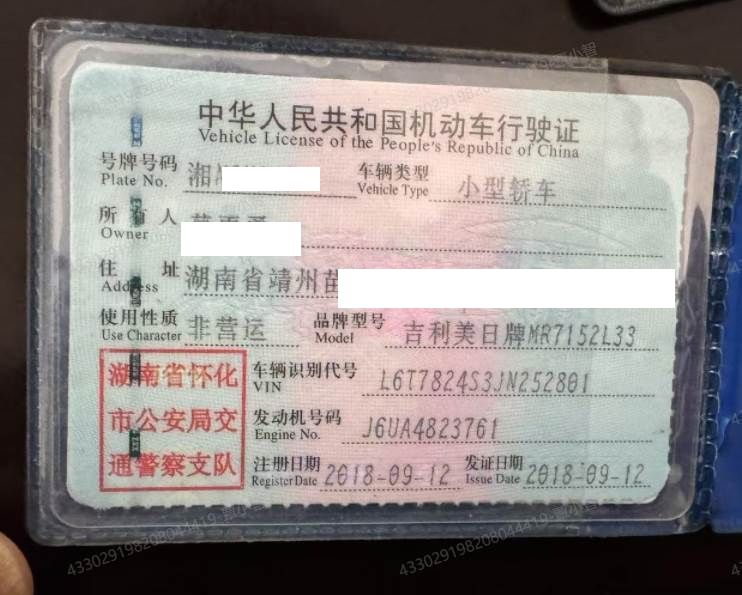 中华人民共和国机动车行驶证
Vehicle License of the People's Republic of China
号牌号码 湘 车辆类型 小型轿车
Plate No. Vehicle Type
所有人
Owner
住址 湖南省靖州苗
Address
使用性质 非营运 品牌型号 吉利美日牌MR7152L33
Use Character Model
湖南省怀化 车辆识别代号 L6T7824S3JN252801
VIN
市公安局交 发动机号码 J6UA4823761
Engine No.
通警察支队 注册日期 2018-09-12 发证日期 2018-09-12
Register Date Issue Date